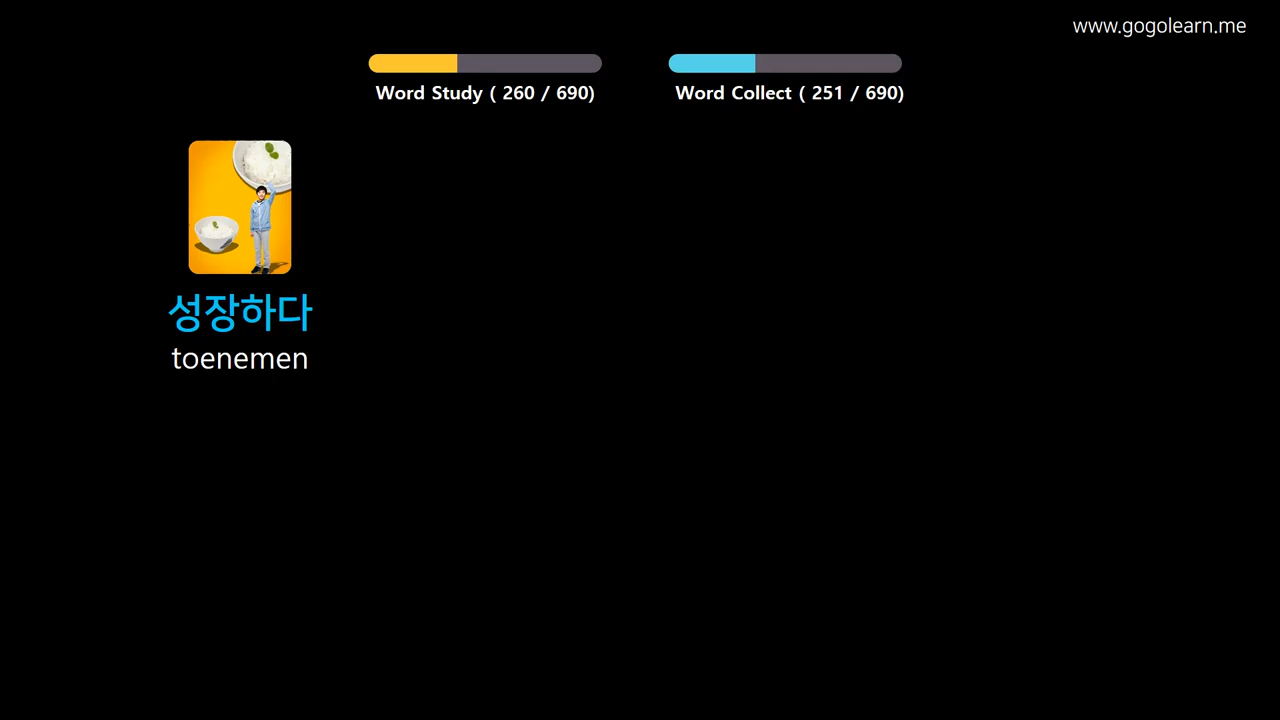 www.gogolearn.me
Word Study ( 260 / 690)
Word Collect ( 251 / 690)
성장하다
toenemen